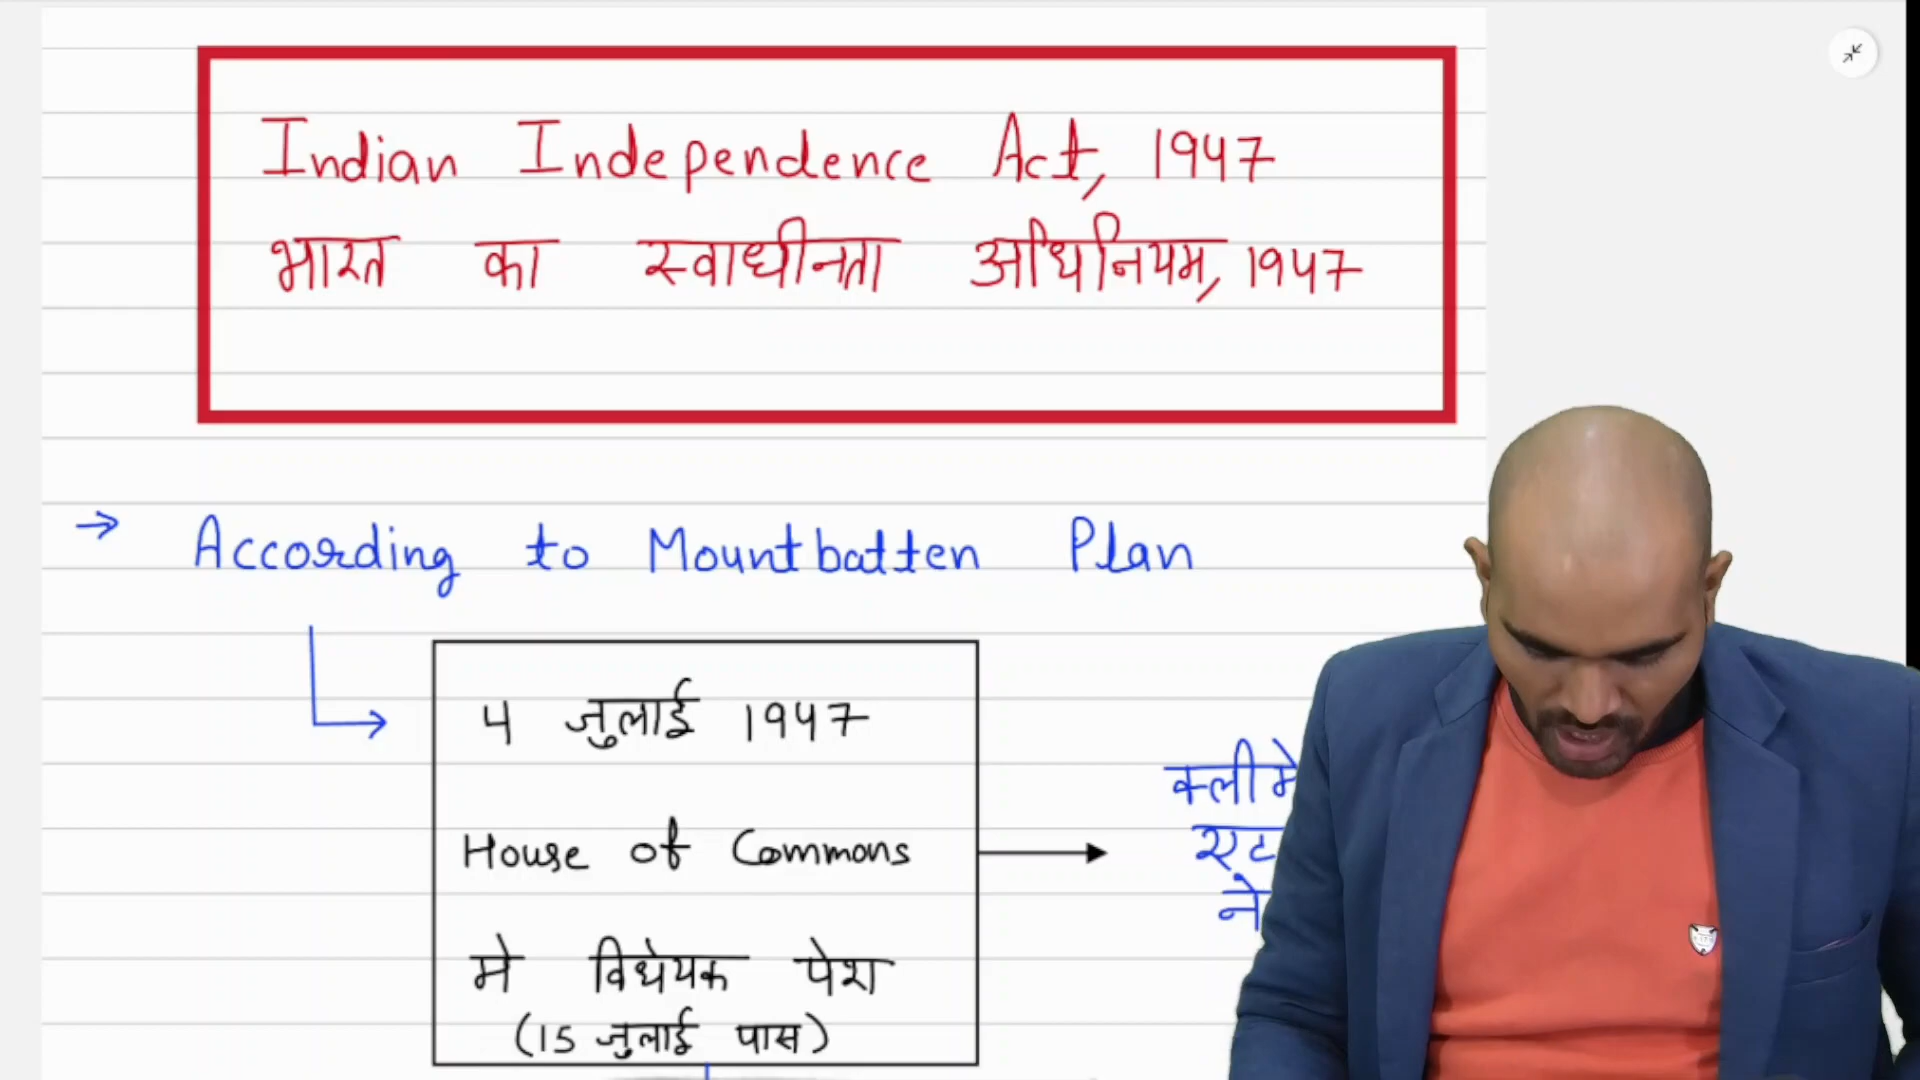 Indian Independence Act, 1947
भारत का स्वाधीनता अधिनियम, 1947
→ According to Mountbatten Plan
4 जुलाई 1947
House of Commons
मे विधेयक पेश
(15 जुलाई पास)
क्लीमे
एट
ने